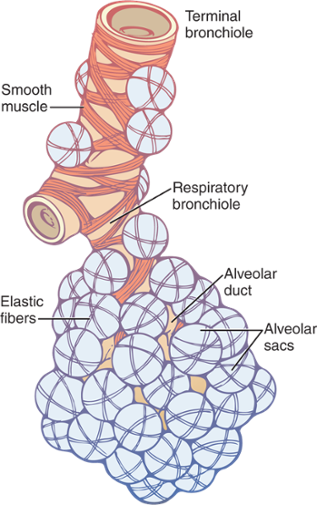 Terminal
bronchiole
Smooth
muscle
Respiratory
bronchiole
Alveolar
duct
Elastic
fibers
Alveolar
sacs